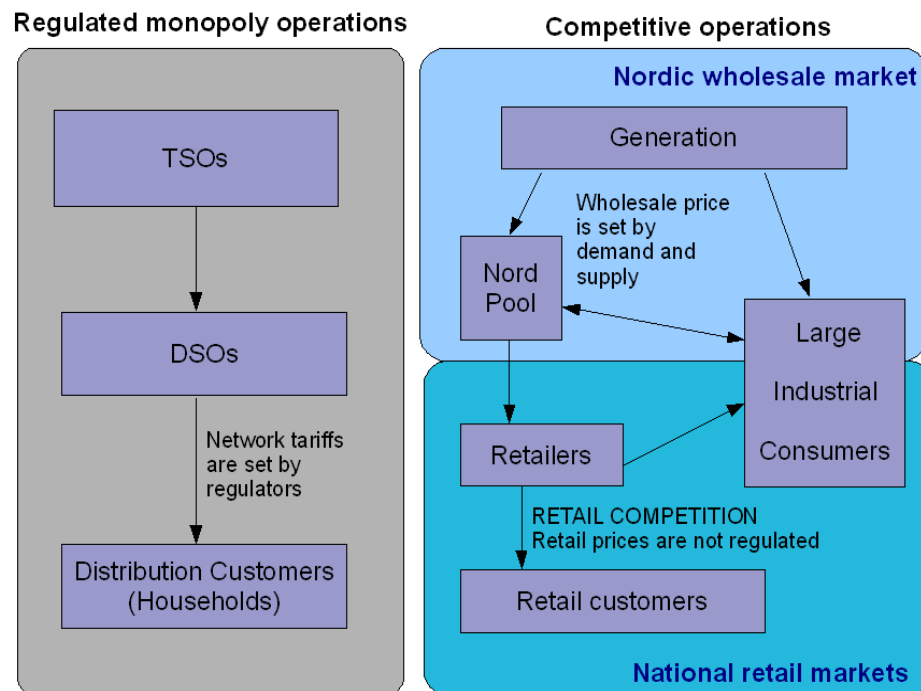 Regulated monopoly operations
TSOs
DSOs
Network tariffs
are set by
regulators
Distribution Customers
(Households)
Competitive operations
Nordic wholesale market
Generation
Wholesale price
is set by
demand and
supply
Nord
Pool
Large
Industrial
Consumers
Retailers
RETAIL COMPETITION
Retail prices are not regulated
Retail customers
National retail markets